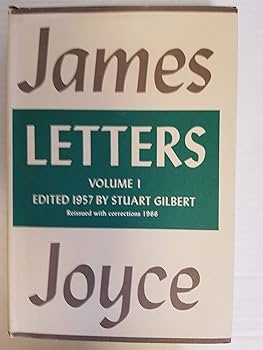 James
LETTERS
VOLUME I
EDITED 1957 BY STUART GILBERT
Reissued with corrections 1966
Joyce